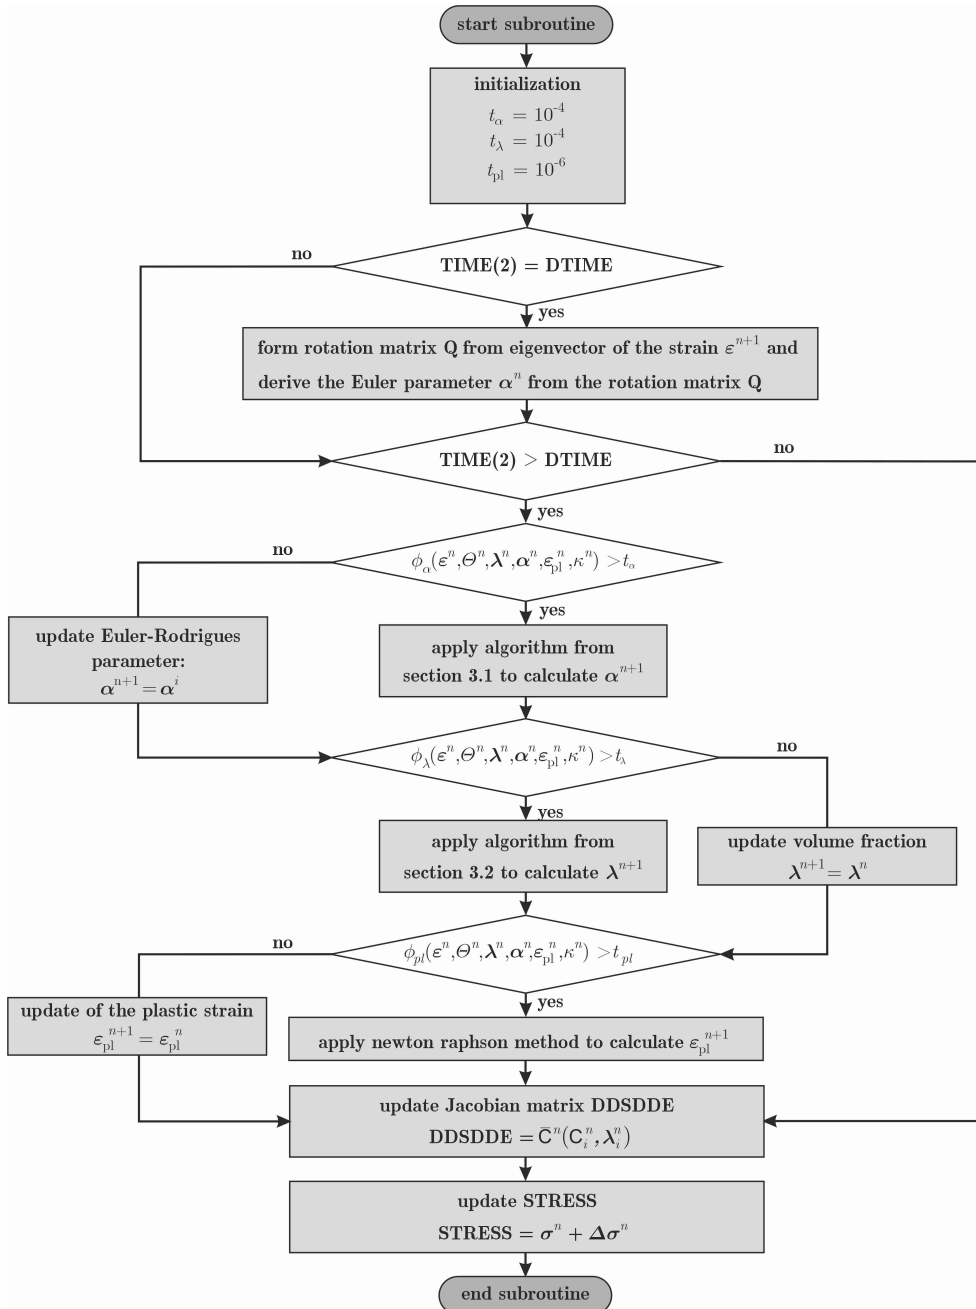 start subroutine
initialization
t_α = 10^-4
t_λ = 10^-4
t_pl = 10^-6
no
TIME(2) = DTIME
yes
form rotation matrix Q from eigenvector of the strain ε^{n+1} and
derive the Euler parameter α^n from the rotation matrix Q
TIME(2) > DTIME
no
yes
no
ϕ_α(ε^n,Θ^n,λ^n,α^n,ε_pl^n,κ^n) > t_α
yes
update Euler-Rodrigues
parameter:
α^{n+1} = α^i
apply algorithm from
section 3.1 to calculate α^{n+1}
ϕ_λ(ε^n,Θ^n,λ^n,α^n,ε_pl^n,κ^n) > t_λ
no
yes
apply algorithm from
section 3.2 to calculate λ^{n+1}
update volume fraction
λ^{n+1} = λ^n
no
ϕ_pl(ε^n,Θ^n,λ^n,α^n,ε_pl^n,κ^n) > t_pl
yes
update of the plastic strain
ε_pl^{n+1} = ε_pl^n
apply newton raphson method to calculate ε_pl^{n+1}
update Jacobian matrix DDSDDE
DDSDDE = C̄^n(C_i^n, λ_i^n)
update STRESS
STRESS = σ^n + Δσ^n
end subroutine